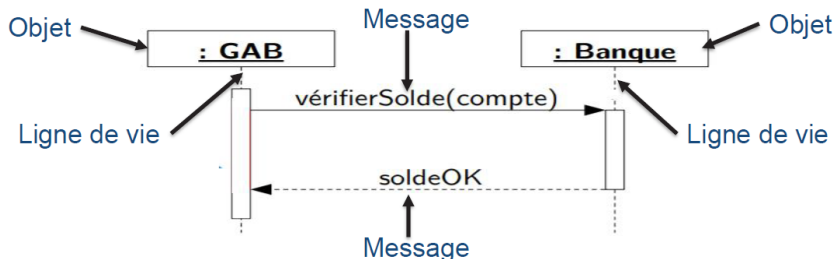 Message
Objet
Objet
: GAB
: Banque
vérifierSolde(compte)
Ligne de vie
Ligne de vie
soldeOK
Message